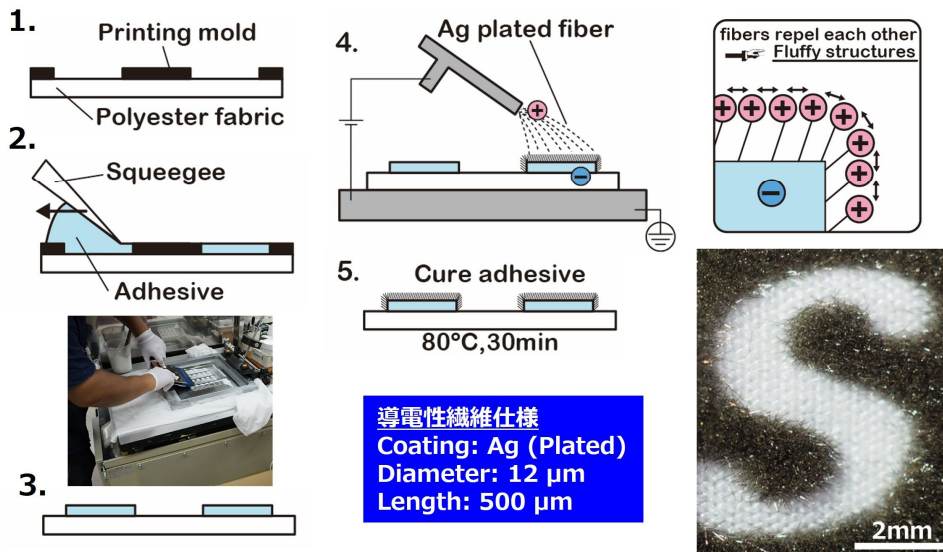 1.
Printing mold
Polyester fabric
2.
Squeegee
Adhesive
3.
4.
Ag plated fiber
+
−
5.
Cure adhesive
80°C,30min
導電性繊維仕様
Coating: Ag (Plated)
Diameter: 12 μm
Length: 500 μm
fibers repel each other
Fluffy structures
+ + + +
+
+
+
+
−
S
2mm